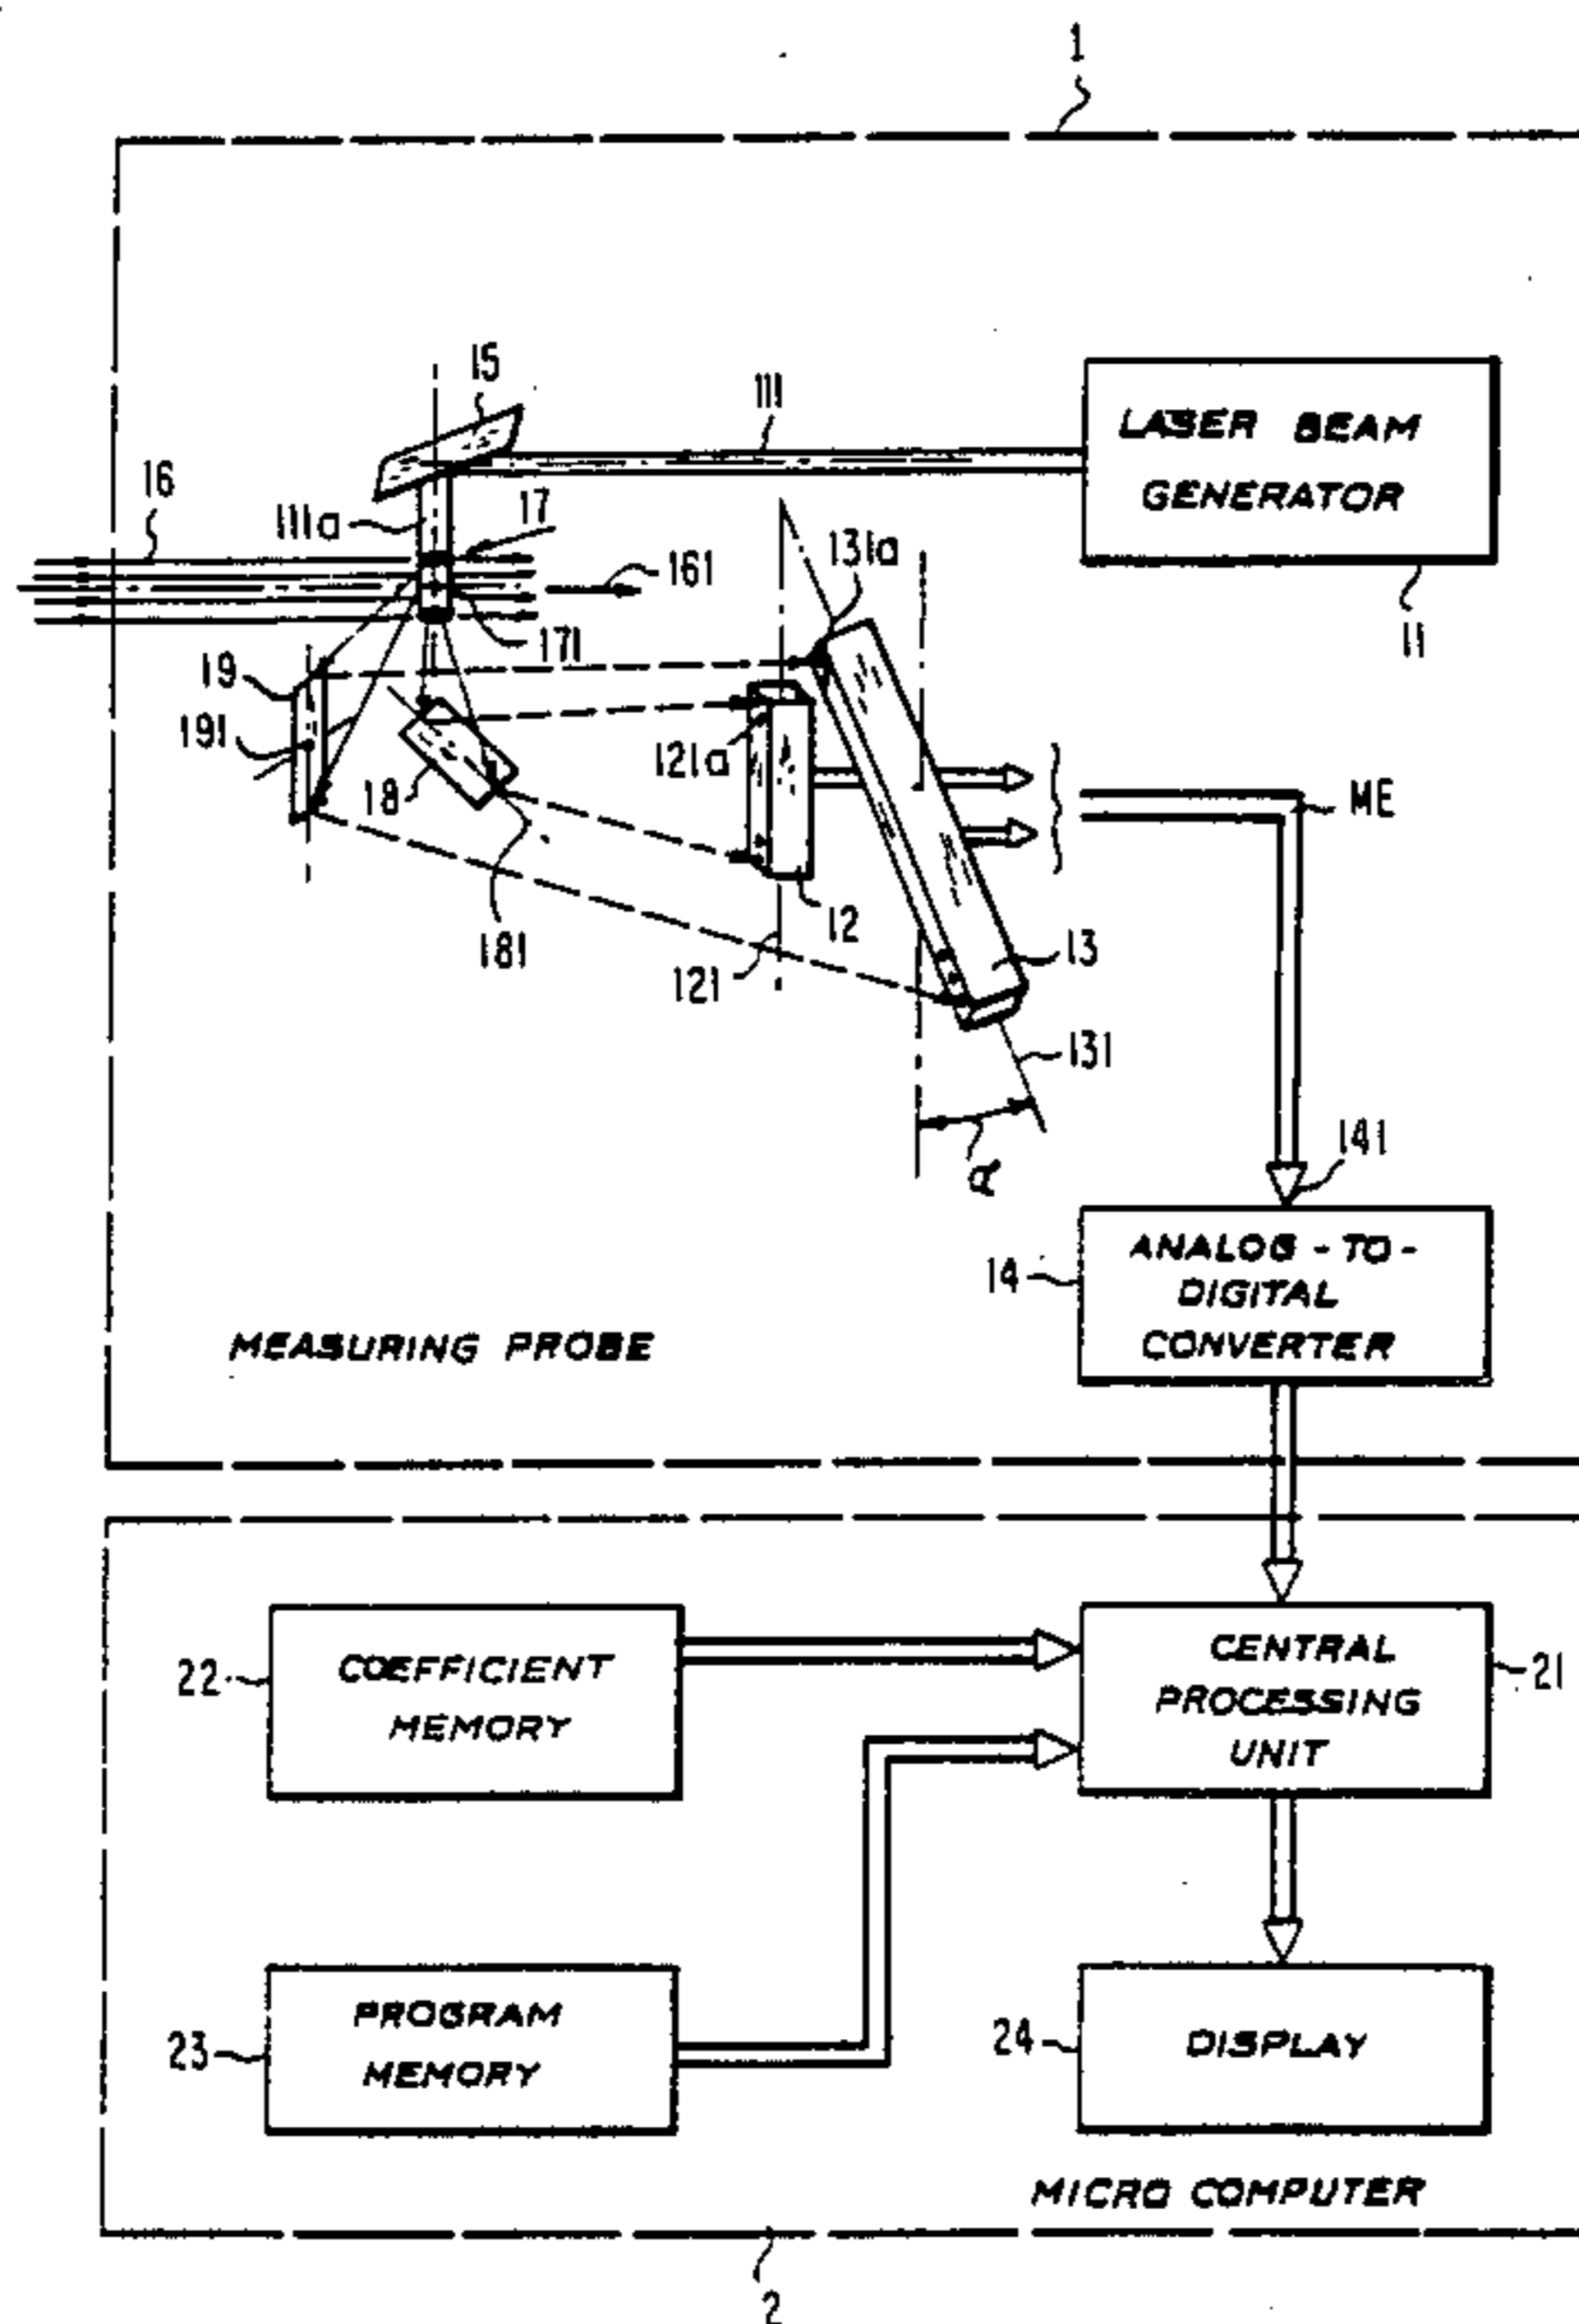 1
15
111
LASER BEAM
GENERATOR
16
111a
17
131a
161
11
171
19
191
18
121a
ME
181
12
121
13
131
α
141
14
ANALOG - TO -
DIGITAL
CONVERTER
MEASURING PROBE
22
COEFFICIENT
MEMORY
CENTRAL
PROCESSING
UNIT
21
23
PROGRAM
MEMORY
24
DISPLAY
MICRO COMPUTER
2